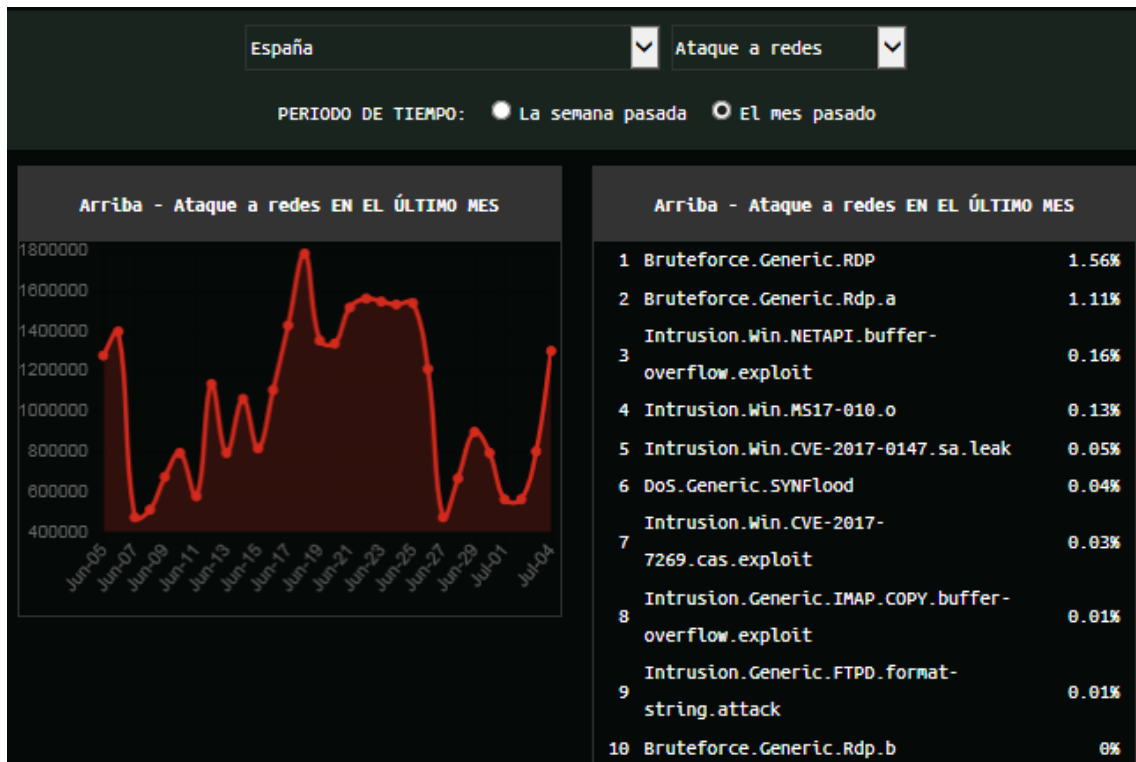 España
Ataque a redes
PERIODO DE TIEMPO: La semana pasada El mes pasado
Arriba - Ataque a redes EN EL ÚLTIMO MES
1800000
1600000
1400000
1200000
1000000
800000
600000
400000
Jun-05 Jun-07 Jun-09 Jun-11 Jun-13 Jun-15 Jun-17 Jun-19 Jun-21 Jun-23 Jun-25 Jun-27 Jun-29 Jul-01 Jul-04
Arriba - Ataque a redes EN EL ÚLTIMO MES
1 Bruteforce.Generic.RDP 1.56%
2 Bruteforce.Generic.Rdp.a 1.11%
Intrusion.Win.NETAPI.buffer-
3 overflow.exploit 0.16%
4 Intrusion.Win.MS17-010.o 0.13%
5 Intrusion.Win.CVE-2017-0147.sa.leak 0.05%
6 DoS.Generic.SYNFlood 0.04%
Intrusion.Win.CVE-2017-
7 7269.cas.exploit 0.03%
Intrusion.Generic.IMAP.COPY.buffer-
8 overflow.exploit 0.01%
Intrusion.Generic.FTPD.format-
9 string.attack 0.01%
10 Bruteforce.Generic.Rdp.b 0%